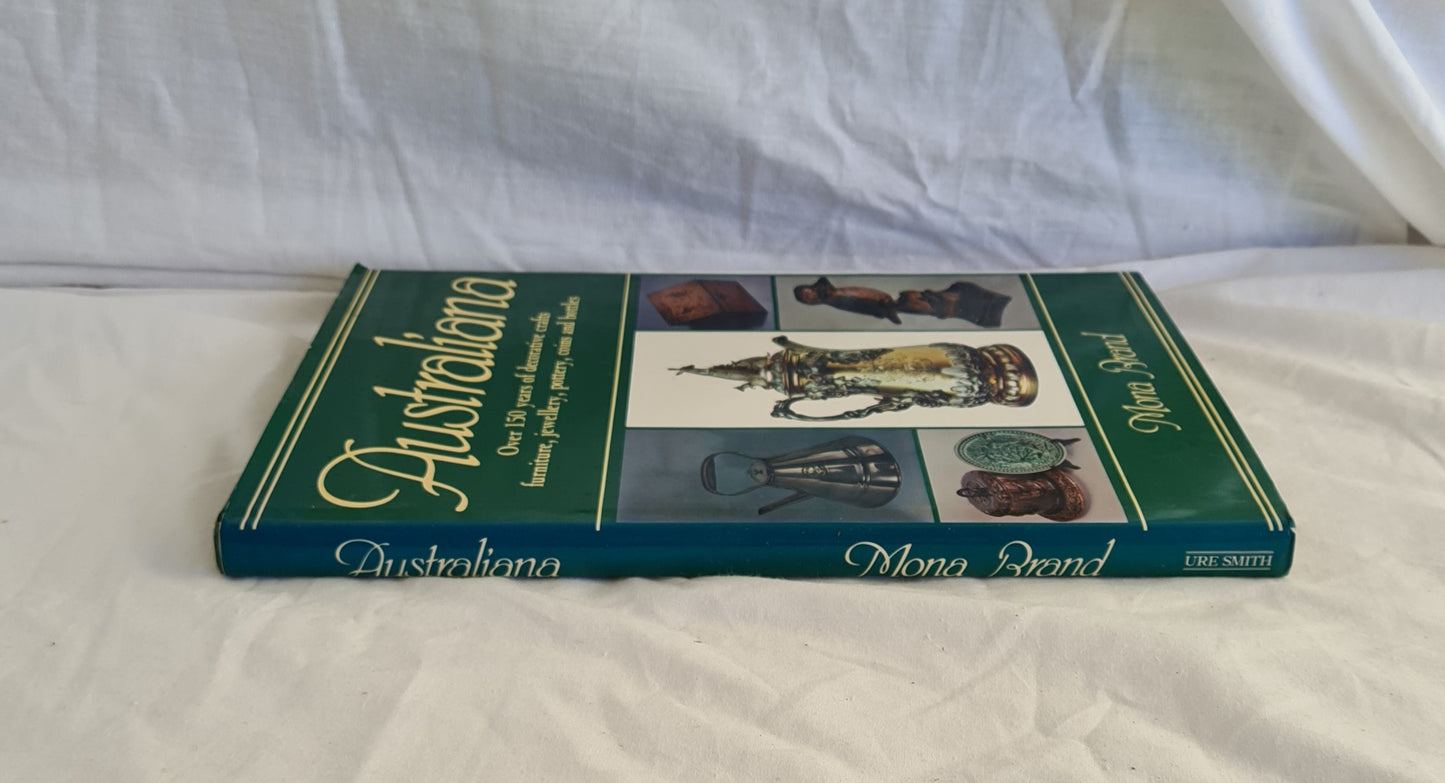 Australiana
Over 150 years of decorative crafts
furniture, jewellery, pottery, coins and bottles
Mona Brand
Australiana
Mona Brand
URE SMITH